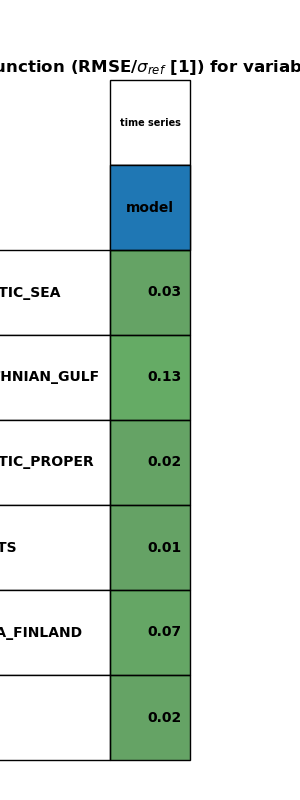 unction (RMSE/σref [1]) for variab
time series
model
TIC_SEA 0.03
HNIAN_GULF 0.13
TIC_PROPER 0.02
TS 0.01
A_FINLAND 0.07
0.02